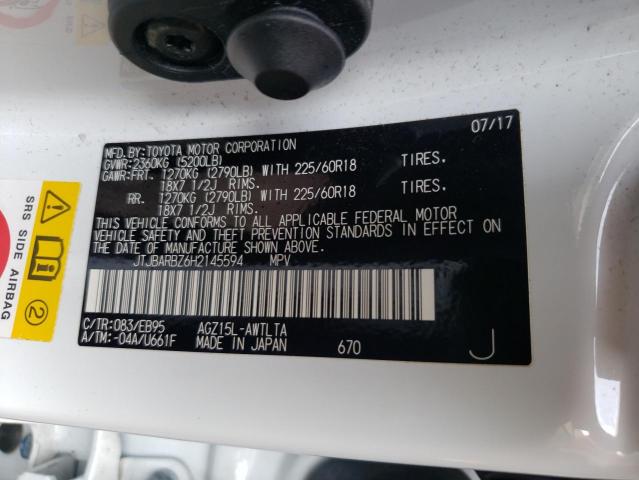 07/17
MFD.BY:TOYOTA MOTOR CORPORATION
GVWR:2360KG (5200LB)
GAWR:FRT. 1270KG (2790LB) WITH 225/60R18 TIRES.
18X7 1/2J RIMS.
RR. 1270KG (2790LB) WITH 225/60R18 TIRES.
18X7 1/2J RIMS.
THIS VEHICLE CONFORMS TO ALL APPLICABLE FEDERAL MOTOR
VEHICLE SAFETY AND THEFT PREVENTION STANDARDS IN EFFECT ON
THE DATE OF MANUFACTURE SHOWN ABOVE.
JTJBARBZ6H2145594 MPV
C/TR:083/EB95 AGZ15L-AWTLTA
A/TM:-04A/U661F MADE IN JAPAN 670 J
SRS SIDE AIRBAG
2